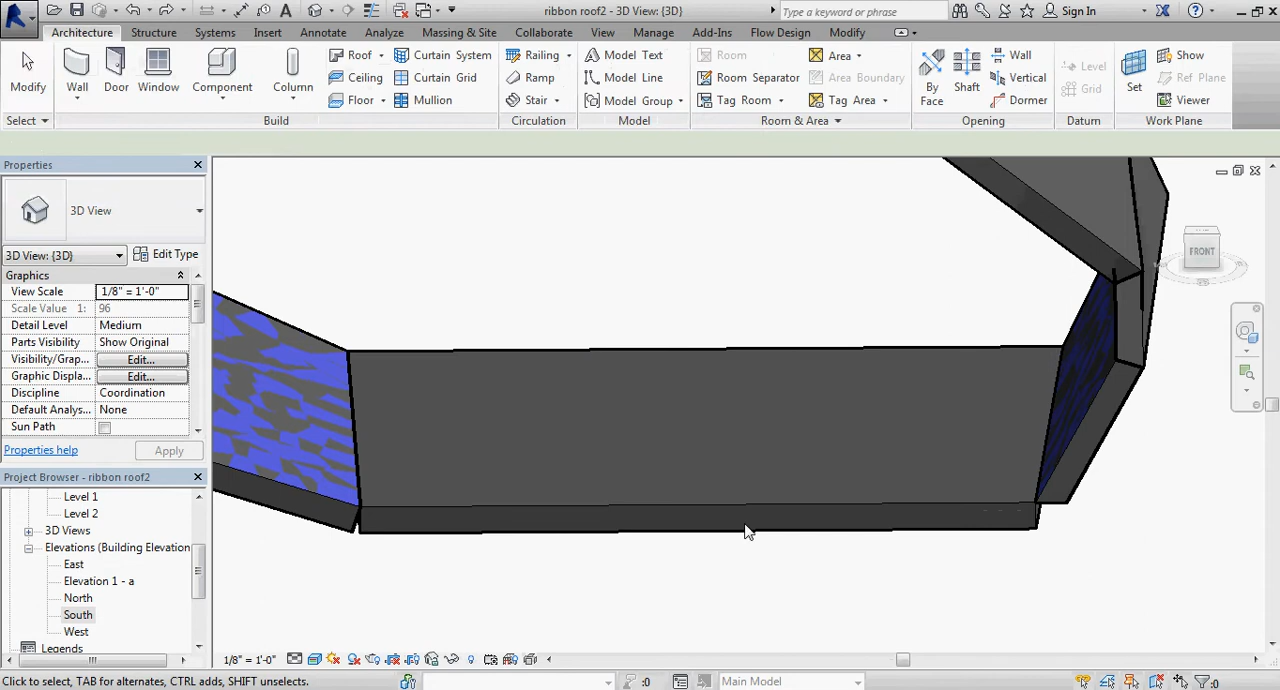 ribbon roof2 - 3D View: {3D}
Type a keyword or phrase
Sign In
Architecture Structure Systems Insert Annotate Analyze Massing & Site Collaborate View Manage Add-Ins Flow Design Modify
Modify
Wall
Door
Window
Component
Column
Roof
Ceiling
Floor
Curtain System
Curtain Grid
Mullion
Railing
Ramp
Stair
Model Text
Model Line
Model Group
Room
Room Separator
Tag Room
Area
Area Boundary
Tag Area
By
Face
Shaft
Wall
Vertical
Dormer
Level
Grid
Set
Show
Ref Plane
Viewer
Select Build Circulation Model Room & Area Opening Datum Work Plane
Properties
3D View
3D View: {3D} Edit Type
Graphics
View Scale 1/8" = 1'-0"
Scale Value 1: 96
Detail Level Medium
Parts Visibility Show Original
Visibility/Grap... Edit...
Graphic Displa... Edit...
Discipline Coordination
Default Analys... None
Sun Path
Properties help Apply
Project Browser - ribbon roof2
Level 1
Level 2
3D Views
Elevations (Building Elevation
East
Elevation 1 - a
North
South
West
Legends
FRONT
1/8" = 1'-0"
Click to select, TAB for alternates, CTRL adds, SHIFT unselects.
:0
Main Model
:0